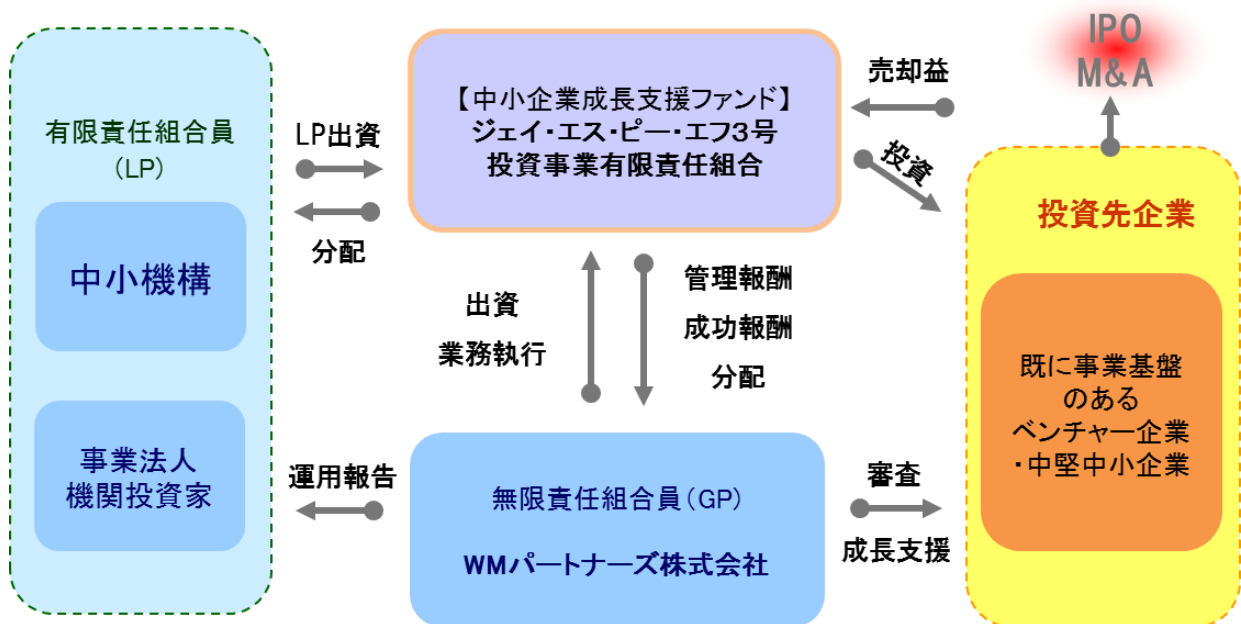 有限責任組合員
(LP)
中小機構
事業法人
機関投資家
LP出資
分配
【中小企業成長支援ファンド】
ジェイ・エス・ピー・エフ3号
投資事業有限責任組合
売却益
投資
IPO
M&A
投資先企業
既に事業基盤
のある
ベンチャー企業
・中堅中小企業
出資
業務執行
管理報酬
成功報酬
分配
運用報告
無限責任組合員(GP)
WMパートナーズ株式会社
審査
成長支援